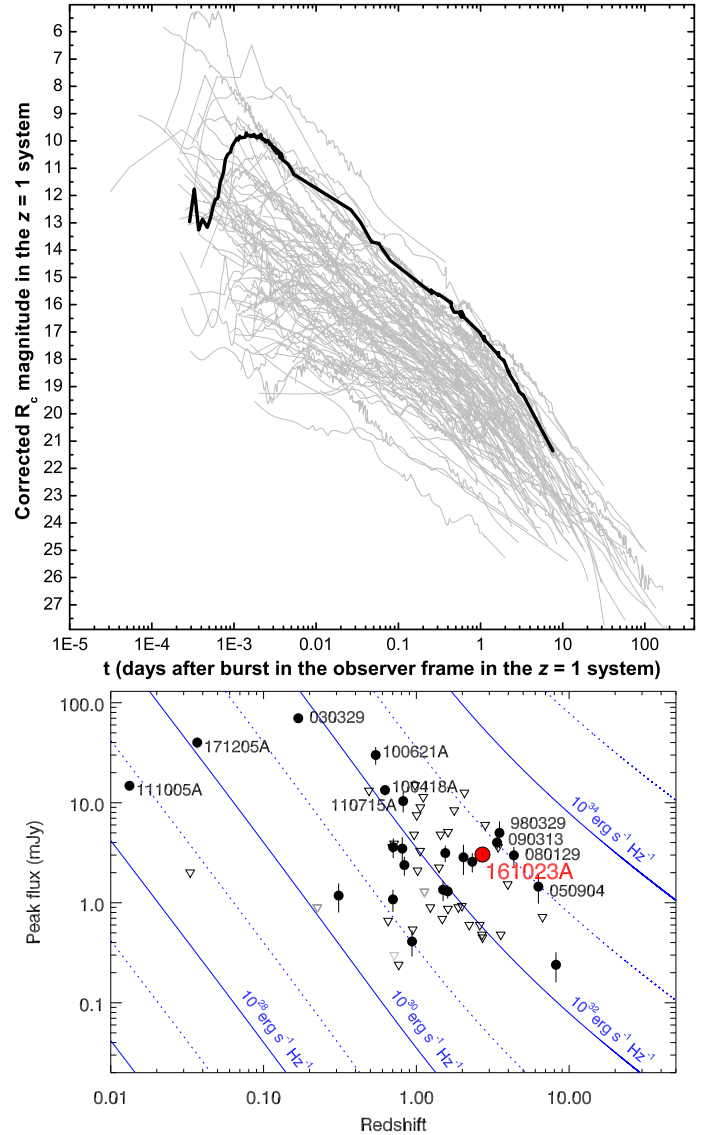 6
7
8
9
10
11
12
13
14
15
16
17
18
19
20
21
22
23
24
25
26
27
Corrected Rc magnitude in the z = 1 system
1E-5 1E-4 1E-3 0.01 0.1 1 10 100
t (days after burst in the observer frame in the z = 1 system)
100.0
10.0
1.0
0.1
Peak flux (mJy)
030329
171205A
100621A
111005A
100418A
110715A
980329
090313
080129
161023A
050904
10^34 erg s^-1 Hz^-1
10^28 erg s^-1 Hz^-1
10^30 erg s^-1 Hz^-1
10^32 erg s^-1 Hz^-1
0.01 0.10 1.00 10.00
Redshift